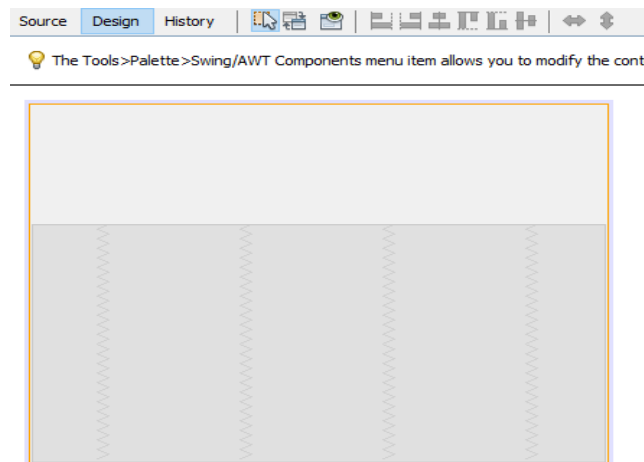 Source Design History
The Tools>Palette>Swing/AWT Components menu item allows you to modify the cont